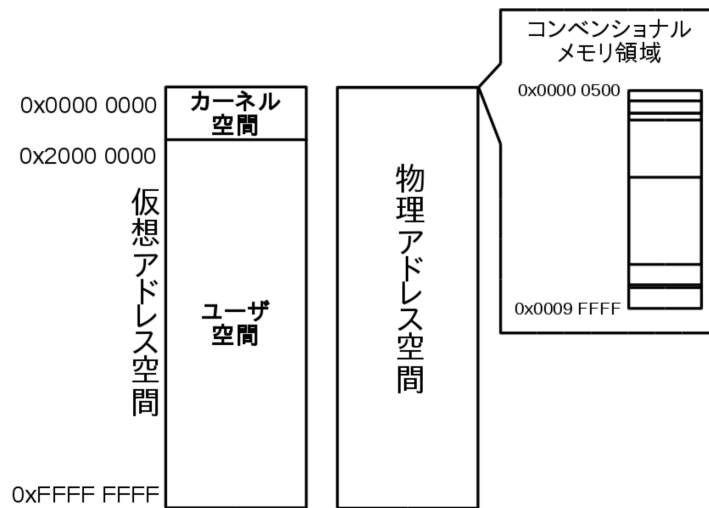 コンベンショナル
メモリ領域
0x0000 0500
0x0009 FFFF
0x0000 0000
カーネル
空間
0x2000 0000
仮想アドレス空間
ユーザ
空間
物理アドレス空間
0xFFFF FFFF